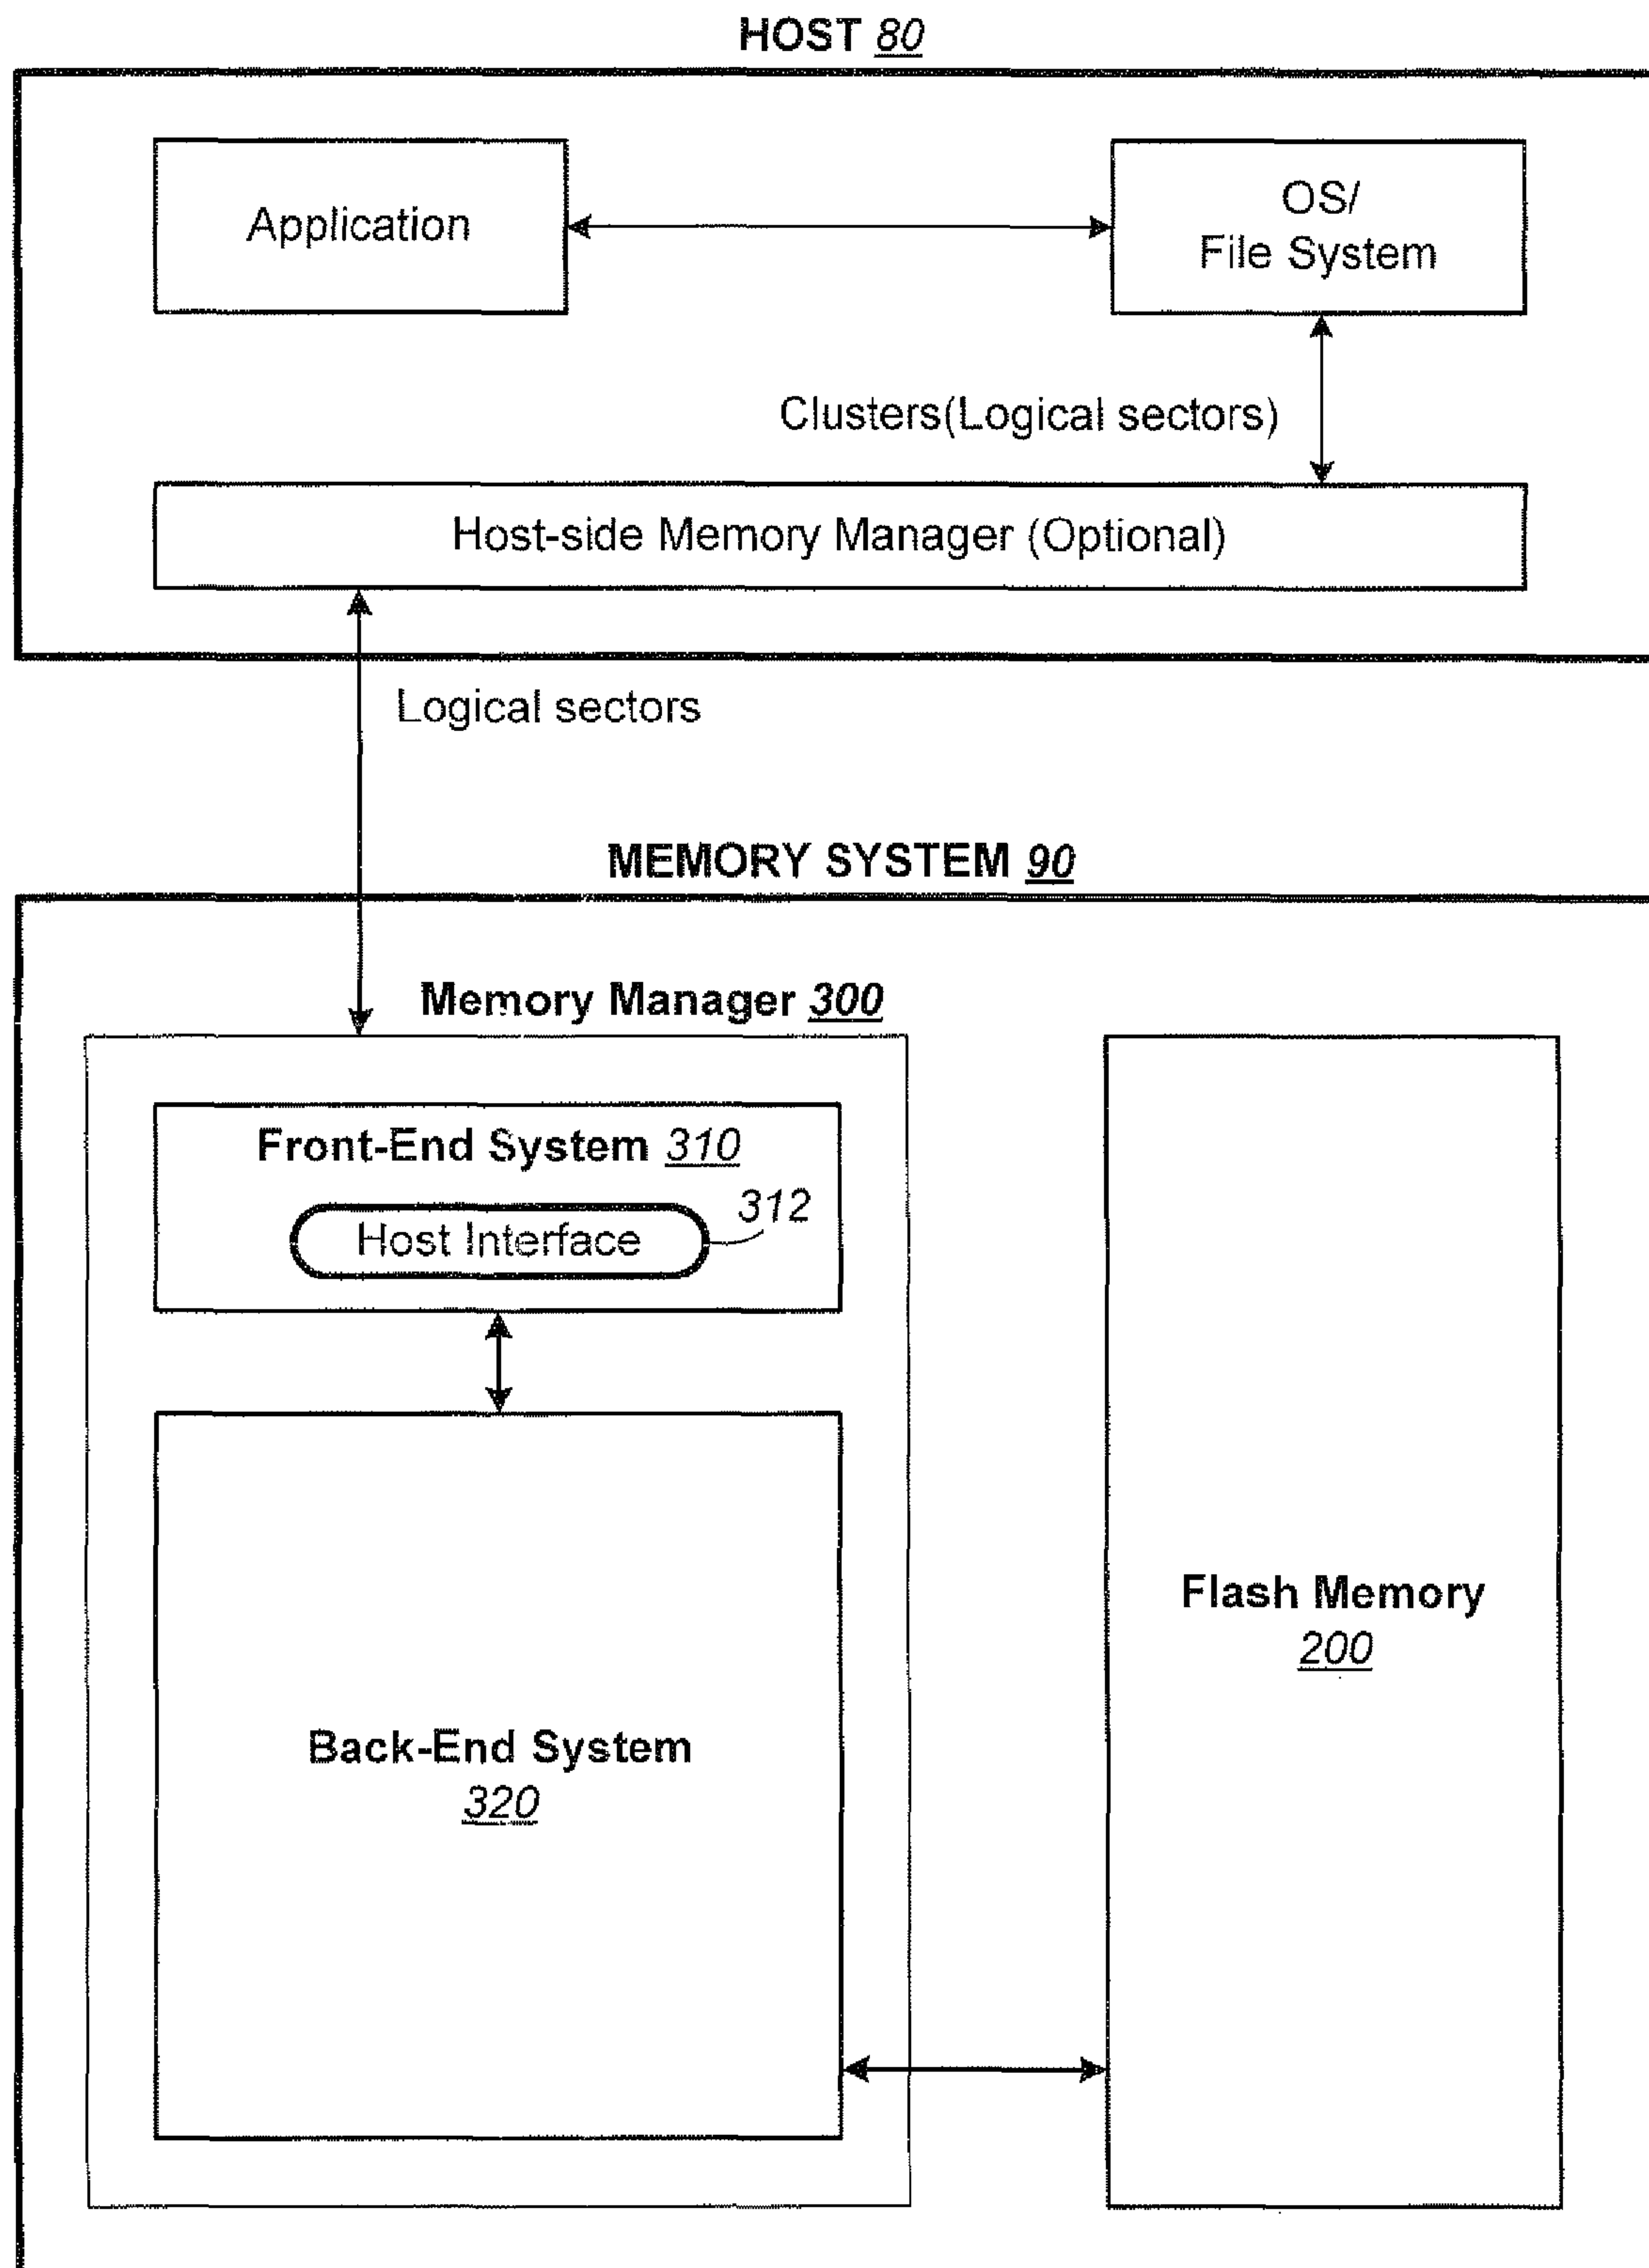 HOST 80
Application
OS/
File System
Clusters(Logical sectors)
Host-side Memory Manager (Optional)
Logical sectors
MEMORY SYSTEM 90
Memory Manager 300
Front-End System 310
312
Host Interface
Flash Memory
200
Back-End System
320